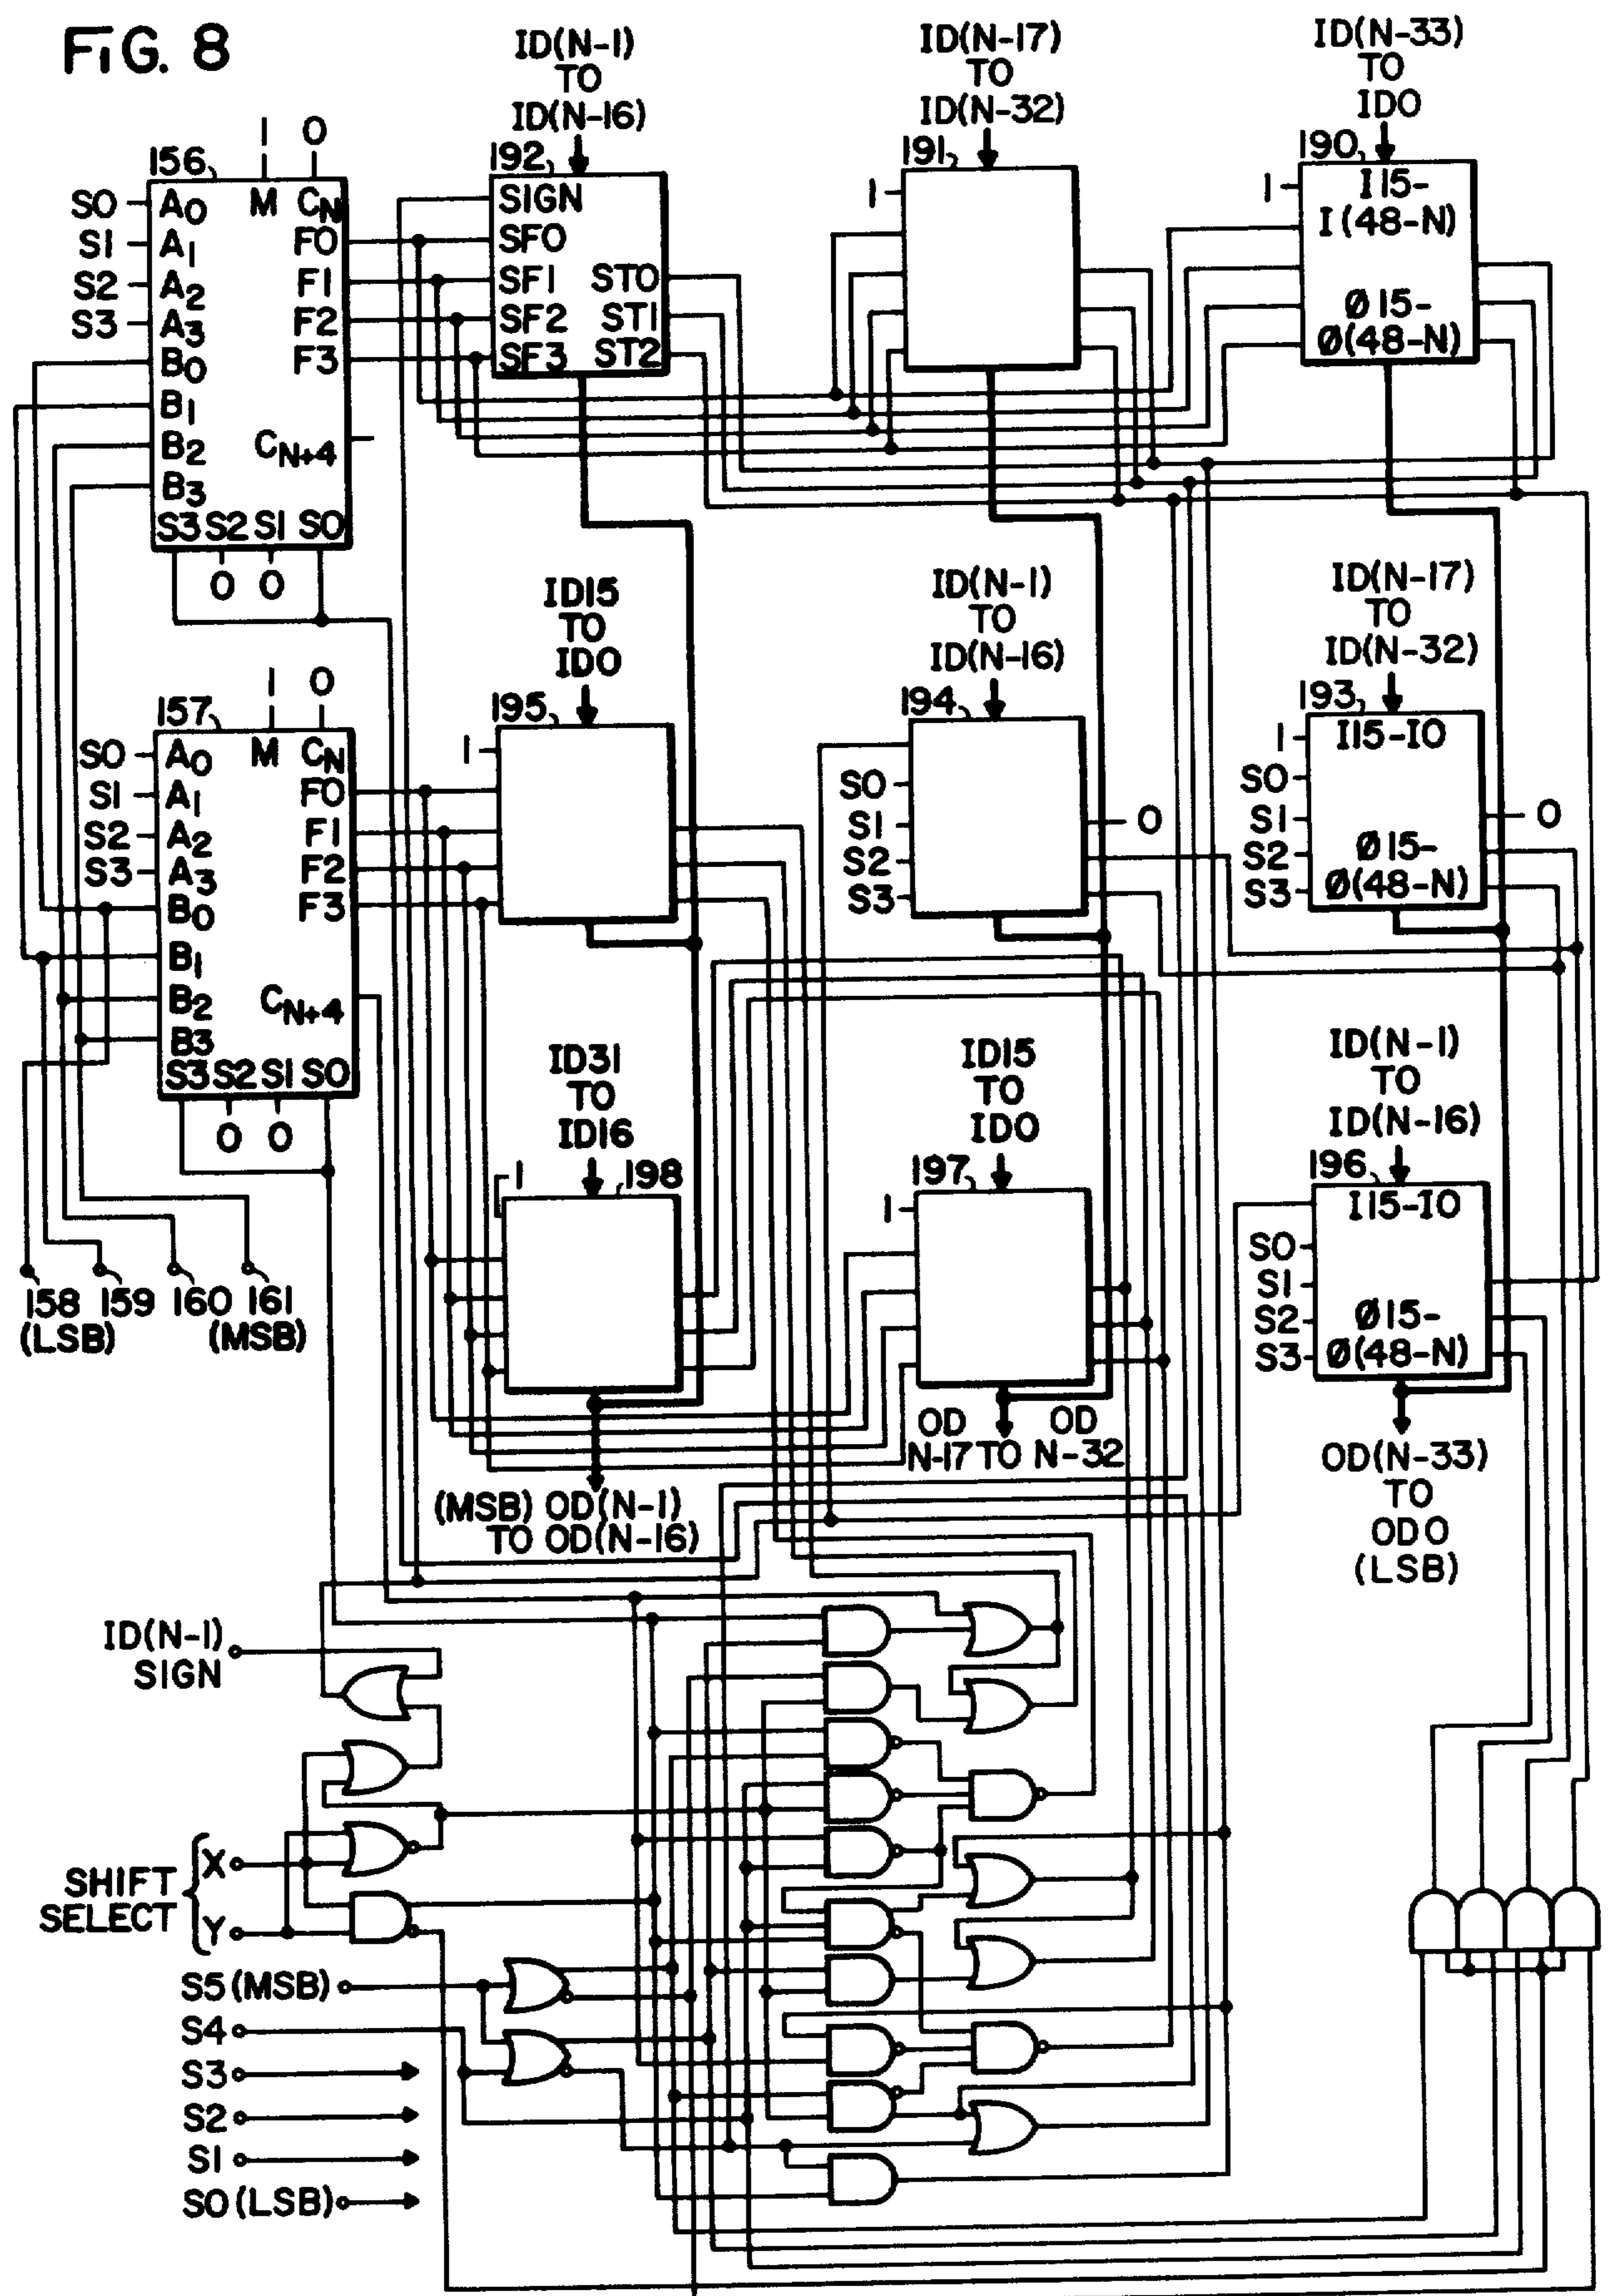 FIG. 8
ID(N-1)
TO
ID(N-16)
ID(N-17)
TO
ID(N-32)
ID(N-33)
TO
ID0
1 0
156
S0 A0 M CN
S1 A1 F0
S2 A2 F1
S3 A3 F2
B0 F3
B1
B2 CN+4
B3
S3 S2 S1 S0
0 0
192
SIGN
SF0
SF1 ST0
SF2 ST1
SF3 ST2
191
1
190
1
I15-
I(48-N)
Ø15-
Ø(48-N)
ID15
TO
ID0
ID(N-1)
TO
ID(N-16)
ID(N-17)
TO
ID(N-32)
1 0
157
S0 A0 M CN
S1 A1 F0
S2 A2 F1
S3 A3 F2
B0 F3
B1
B2 CN+4
B3
S3 S2 S1 S0
0 0
195
1
194
S0
S1 0
S2
S3
193
1 I15-I0
S0
S1 0
S2 Ø15-
S3 Ø(48-N)
ID31
TO
ID16
1 198
ID15
TO
ID0
197
1
ID(N-1)
TO
ID(N-16)
196
I15-I0
S0
S1
S2 Ø15-
S3 Ø(48-N)
158 159 160 161
(LSB) (MSB)
(MSB) OD(N-1)
TO OD(N-16)
OD OD
N-17 TO N-32
OD(N-33)
TO
OD0
(LSB)
ID(N-1)
SIGN
SHIFT
SELECT
X
Y
S5 (MSB)
S4
S3
S2
S1
S0 (LSB)